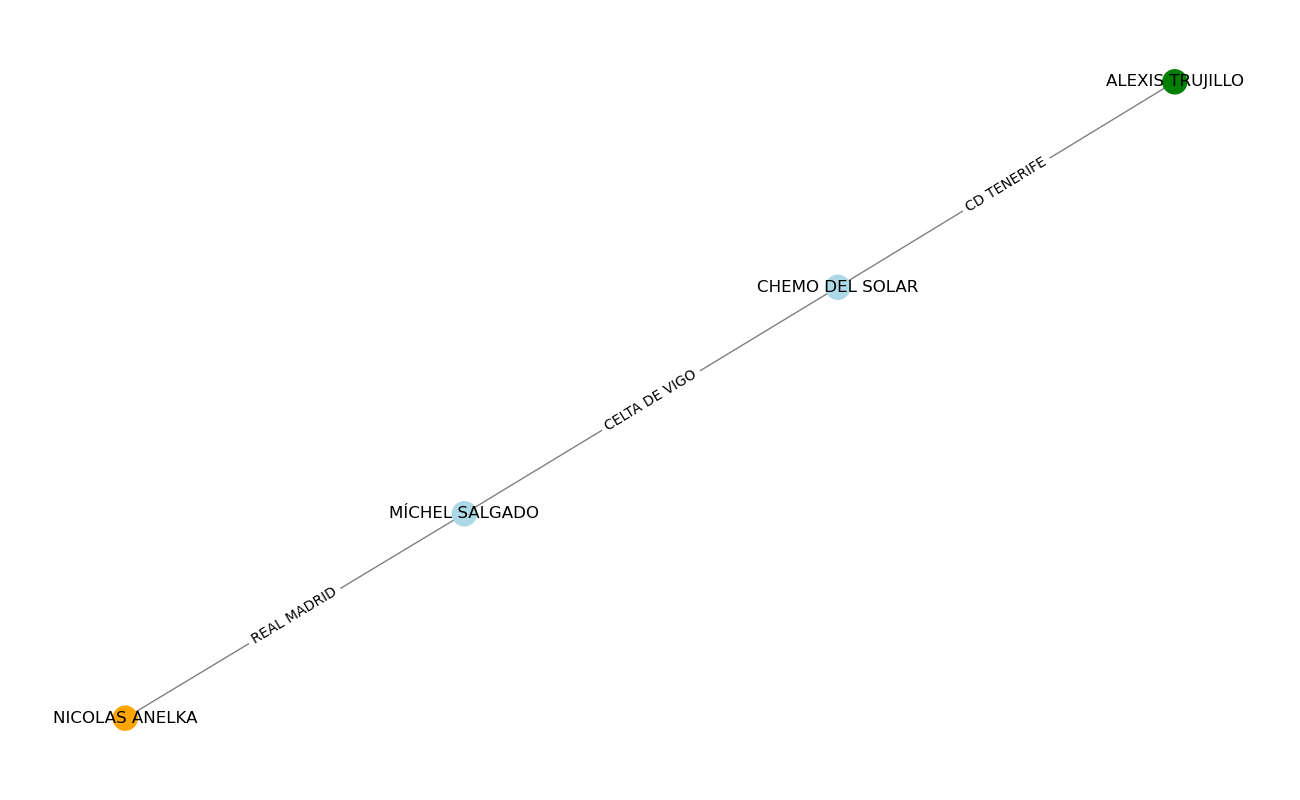 ALEXIS TRUJILLO
CD TENERIFE
CHEMO DEL SOLAR
CELTA DE VIGO
MÍCHEL SALGADO
REAL MADRID
NICOLAS ANELKA